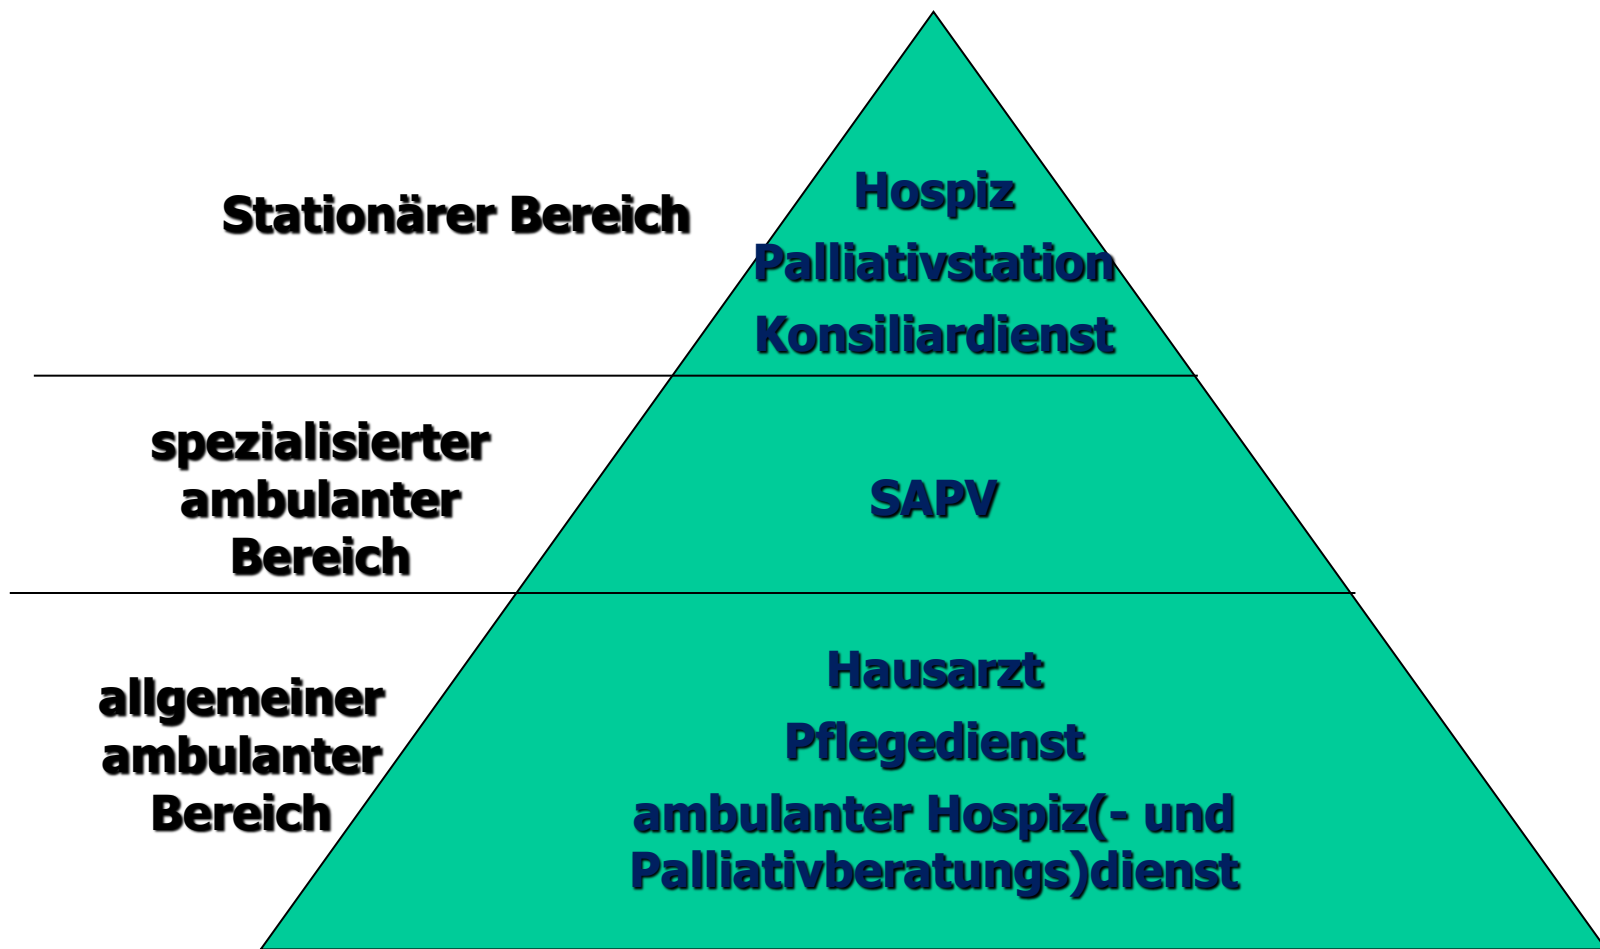 Stationärer Bereich
Hospiz
Palliativstation
Konsiliardienst
spezialisierter
ambulanter
Bereich
SAPV
allgemeiner
ambulanter
Bereich
Hausarzt
Pflegedienst
ambulanter Hospiz(- und
Palliativberatungs)dienst